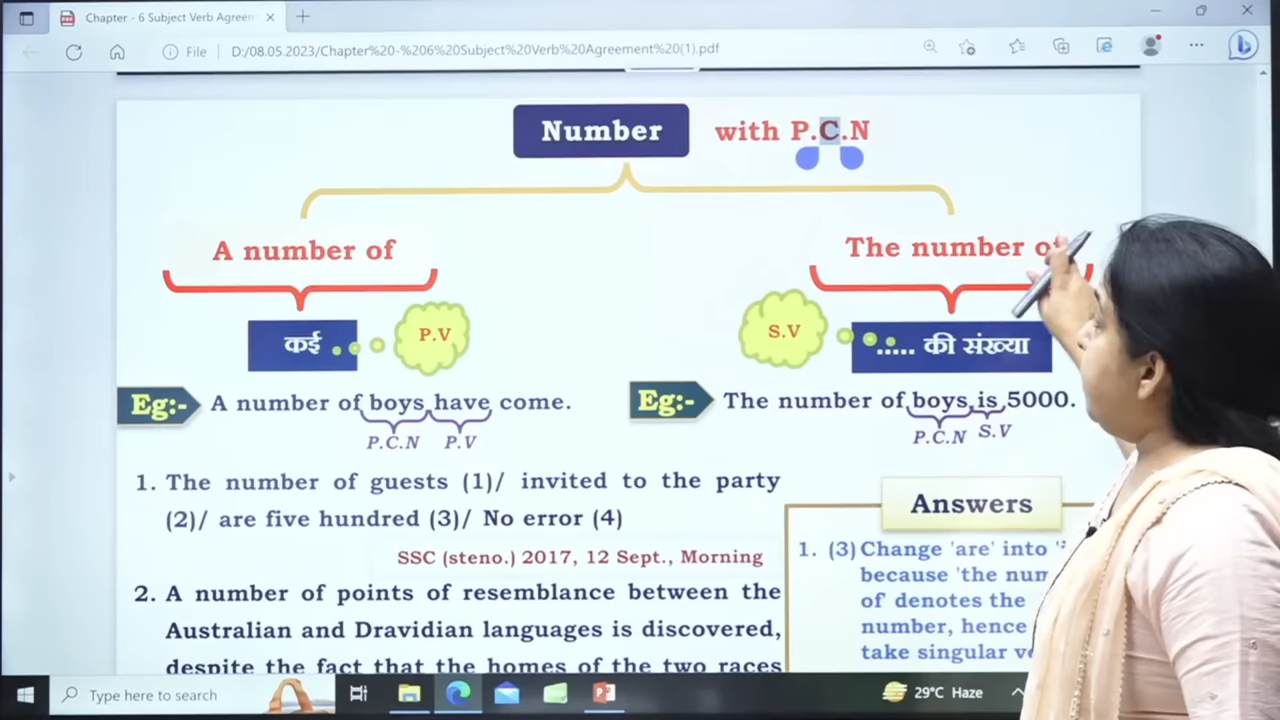 Chapter - 6 Subject Verb Agreem
File D:/08.05.2023/Chapter%20-%206%20Subject%20Verb%20Agreement%20(1).pdf
Number with P.C.N
A number of
The number of
कई P.V
S.V ..... की संख्या
Eg:- A number of boys have come.
P.C.N P.V
Eg:- The number of boys is 5000.
P.C.N S.V
1. The number of guests (1)/ invited to the party
(2)/ are five hundred (3)/ No error (4)
SSC (steno.) 2017, 12 Sept., Morning
2. A number of points of resemblance between the
Australian and Dravidian languages is discovered,
despite the fact that the homes of the two races
Answers
1. (3) Change 'are' into
because 'the num
of' denotes the
number, hence
take singular
Type here to search
29°C Haze